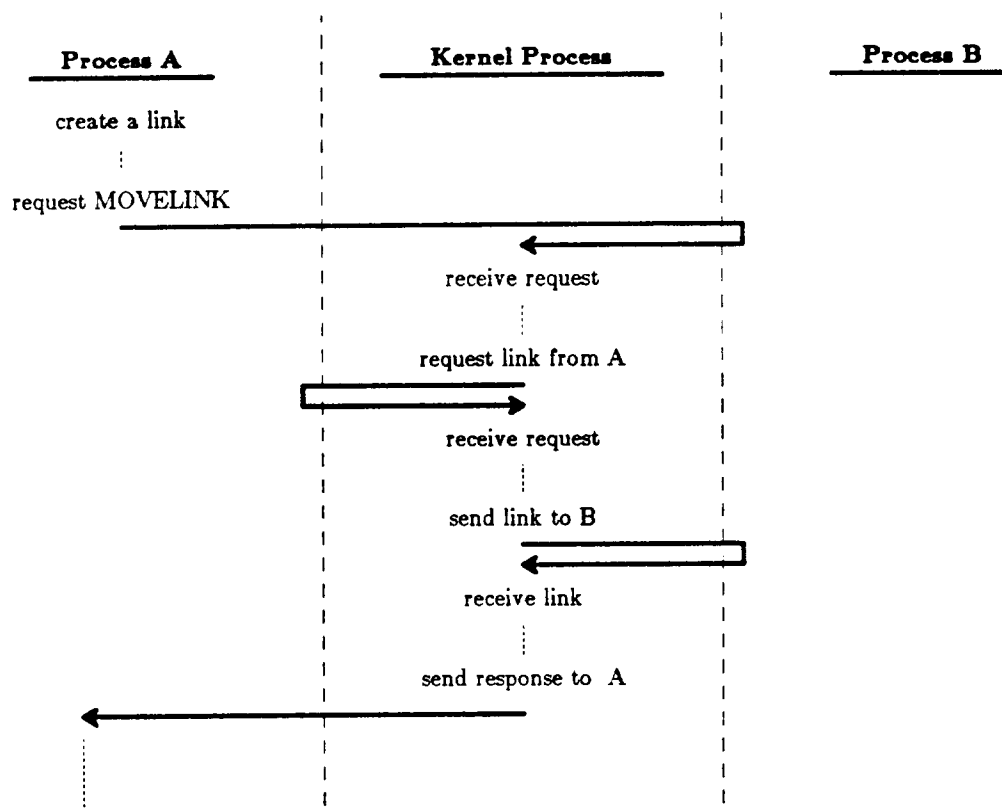 Process A
Kernel Process
Process B
create a link
request MOVELINK
receive request
request link from A
receive request
send link to B
receive link
send response to A